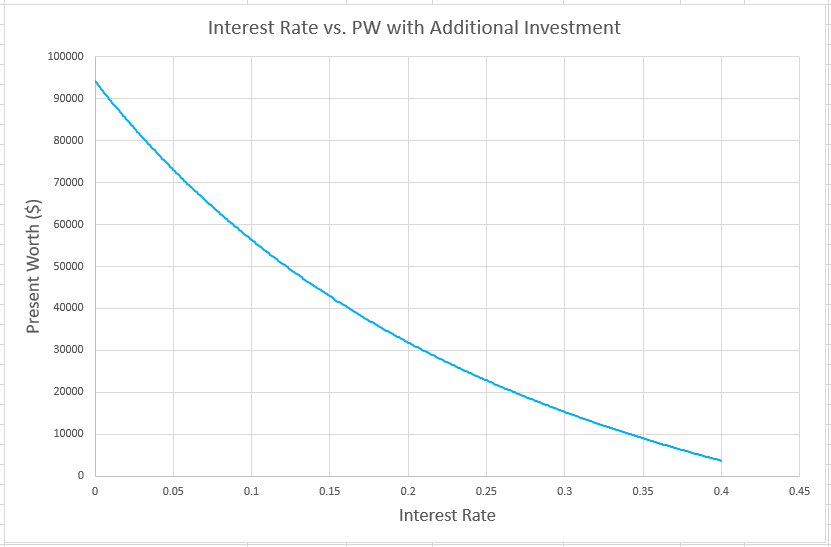 Interest Rate vs. PW with Additional Investment
100000
90000
80000
70000
60000
50000
40000
30000
20000
10000
0
Present Worth ($)
0 0.05 0.1 0.15 0.2 0.25 0.3 0.35 0.4 0.45
Interest Rate